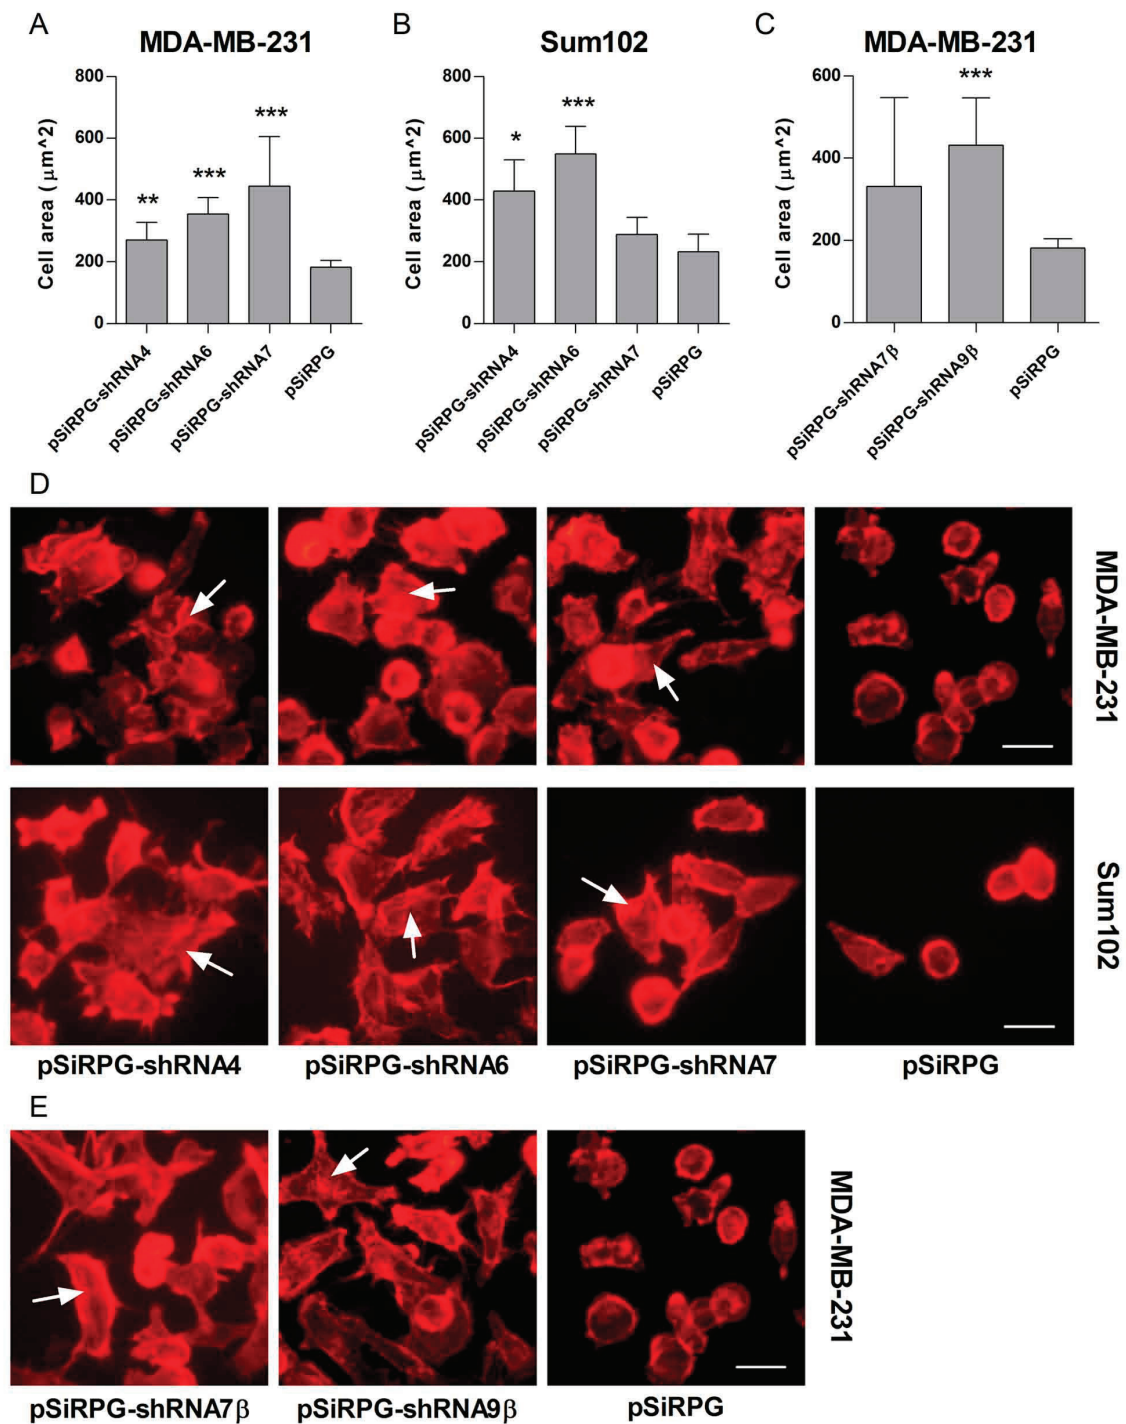 A
MDA-MB-231
Cell area (μm^2)
800
600
400
200
0
**
***
***
pSiRPG-shRNA4
pSiRPG-shRNA6
pSiRPG-shRNA7
pSiRPG
B
Sum102
Cell area (μm^2)
800
600
400
200
0
*
***
pSiRPG-shRNA4
pSiRPG-shRNA6
pSiRPG-shRNA7
pSiRPG
C
MDA-MB-231
Cell area (μm^2)
600
400
200
0
***
pSiRPG-shRNA7β
pSiRPG-shRNA9β
pSiRPG
D
MDA-MB-231
Sum102
pSiRPG-shRNA4
pSiRPG-shRNA6
pSiRPG-shRNA7
pSiRPG
E
MDA-MB-231
pSiRPG-shRNA7β
pSiRPG-shRNA9β
pSiRPG